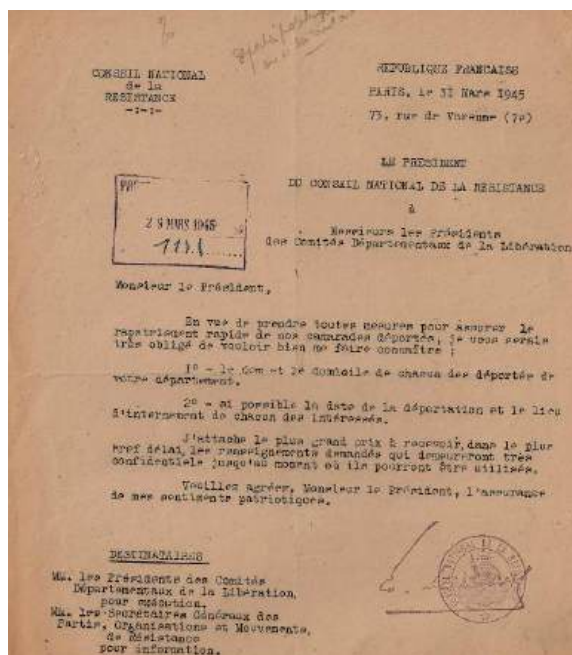 CONSEIL NATIONAL
de la
RESISTANCE
-:-:-
REPUBLIQUE FRANCAISE
PARIS, le 31 Mars 1945
73, rue de Varenne (7e)
LE PRÉSIDENT
DU CONSEIL NATIONAL DE LA RESISTANCE
à
Messieurs les Présidents
des Comités Départementaux de la Libération
29 MARS 1945
Monsieur le Président,
En vue de prendre toutes mesures pour assurer le
rapatriement rapide de nos camarades déportés, je vous serais
très obligé de vouloir bien me faire connaître :
1° - le nom et le domicile de chacun des déportés de
votre département.
2° - si possible la date de la déportation et le lieu
d'internement de chacun des intéressés.
J'attache le plus grand prix à recevoir, dans le plus
bref délai, les renseignements demandés qui demeureront très
confidentiels jusqu'au moment où ils pourront être utilisés.
Veuillez agréer, Monsieur le Président, l'assurance
de mes sentiments patriotiques.
DESTINATAIRES
MM. les Présidents des Comités
Départementaux de la Libération,
pour exécution.
MM. les Secrétaires Généraux des
Partis, Organisations et Mouvements,
de Résistance
pour information.